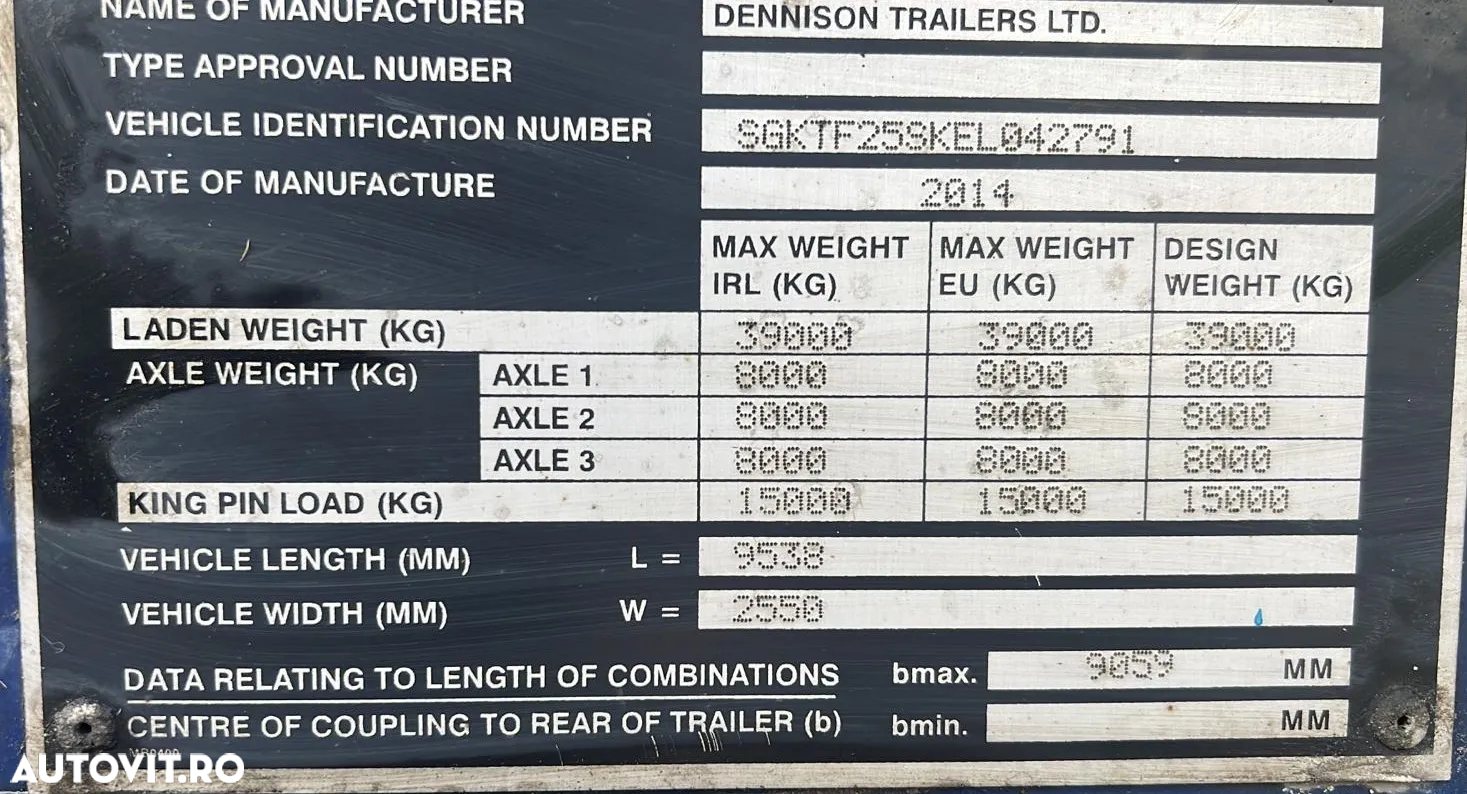 NAME OF MANUFACTURER DENNISON TRAILERS LTD.
TYPE APPROVAL NUMBER
VEHICLE IDENTIFICATION NUMBER SGKTF25SKEL042791
DATE OF MANUFACTURE 2014
MAX WEIGHT IRL (KG) MAX WEIGHT EU (KG) DESIGN WEIGHT (KG)
LADEN WEIGHT (KG) 39000 39000 39000
AXLE WEIGHT (KG) AXLE 1 8000 8000 8000
AXLE 2 8000 8000 8000
AXLE 3 8000 8000 8000
KING PIN LOAD (KG) 15000 15000 15000
VEHICLE LENGTH (MM) L = 9538
VEHICLE WIDTH (MM) W = 2550
DATA RELATING TO LENGTH OF COMBINATIONS bmax. 9059 MM
CENTRE OF COUPLING TO REAR OF TRAILER (b) bmin. MM
AUTOVIT.RO